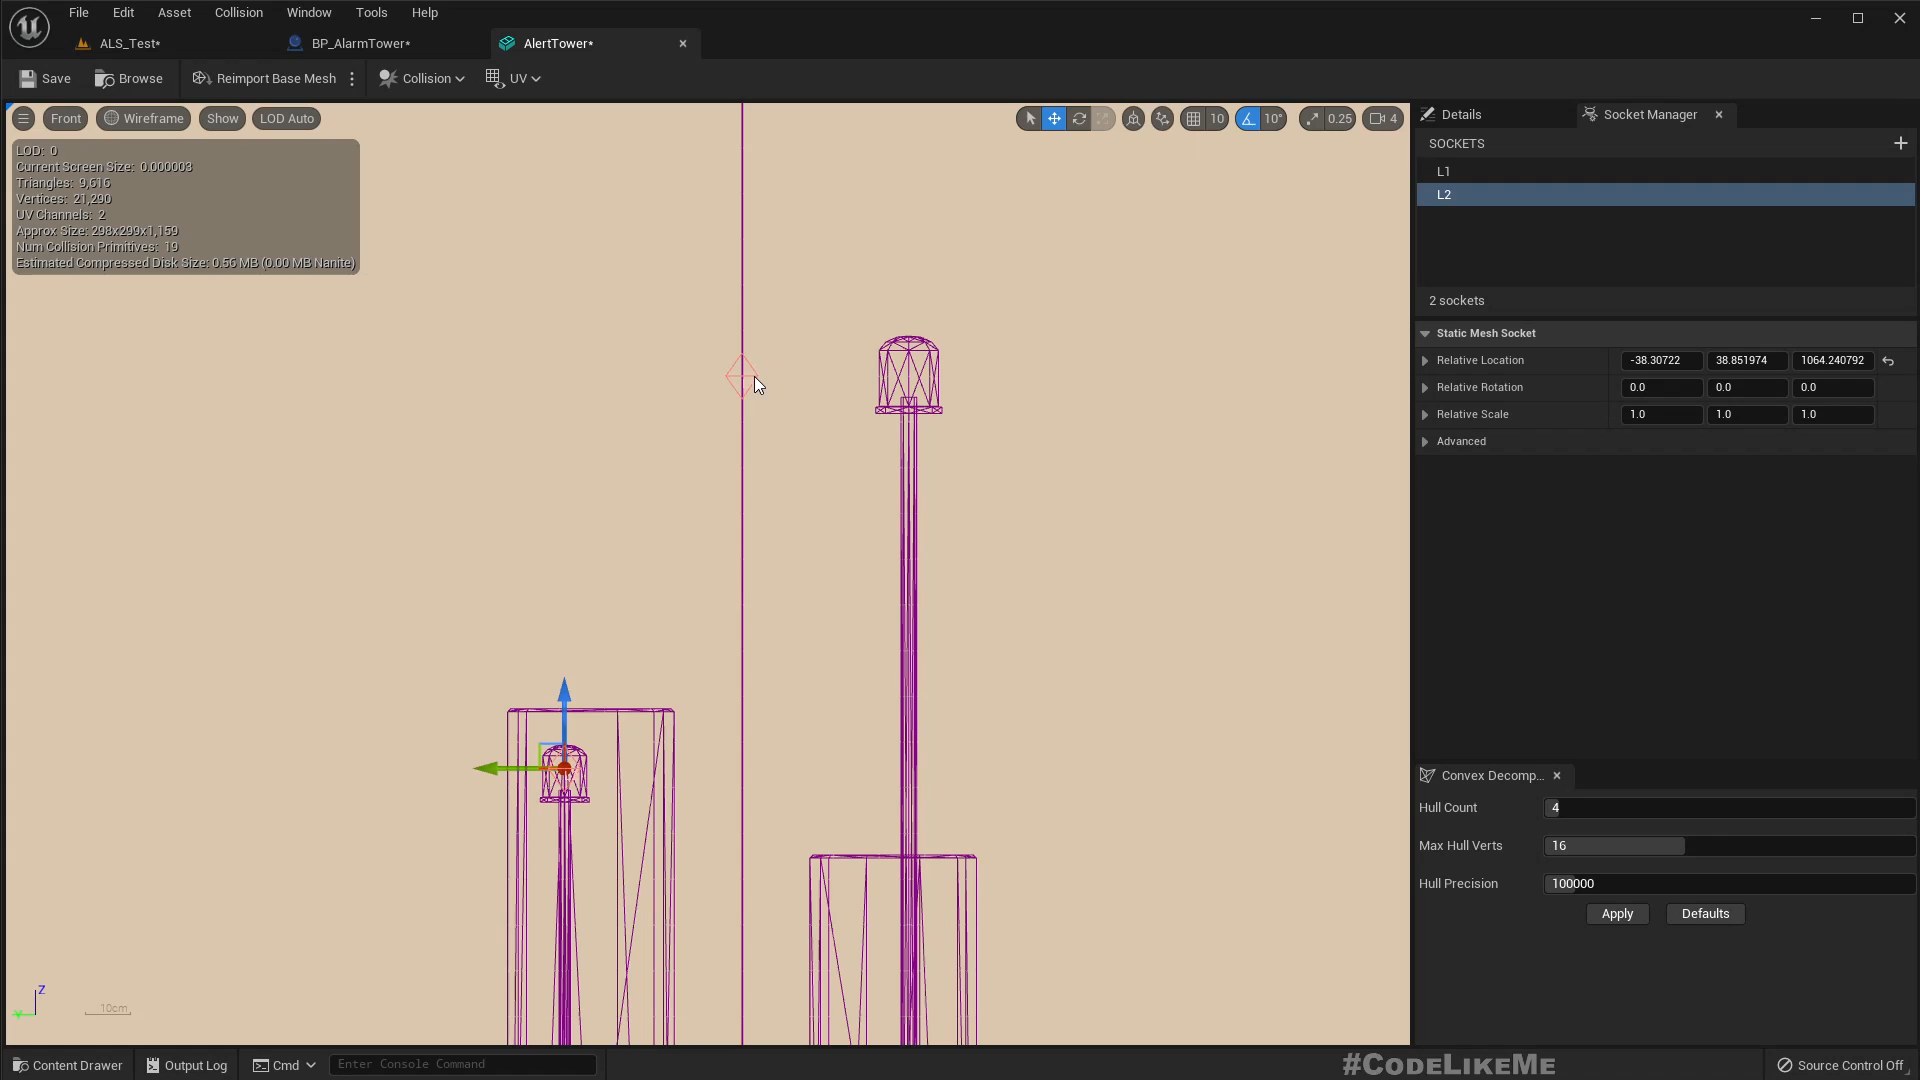 File Edit Asset Collision Window Tools Help
ALS_Test* BP_AlarmTower* AlertTower*
Save Browse Reimport Base Mesh Collision UV
Front Wireframe Show LOD Auto 10 10° 0.25 4
LOD: 0
Current Screen Size: 0.000003
Triangles: 9,616
Vertices: 21,290
UV Channels: 2
Approx Size: 298x299x1,159
Num Collision Primitives: 19
Estimated Compressed Disk Size: 0.56 MB (0.00 MB Nanite)
Details Socket Manager
SOCKETS
L1
L2
2 sockets
Static Mesh Socket
Relative Location -38.30722 38.851974 1064.240792
Relative Rotation 0.0 0.0 0.0
Relative Scale 1.0 1.0 1.0
Advanced
Convex Decomp...
Hull Count 4
Max Hull Verts 16
Hull Precision 100000
Apply Defaults
Z
Y
10cm
Content Drawer Output Log Cmd Enter Console Command
#CodeLikeMe
Source Control Off